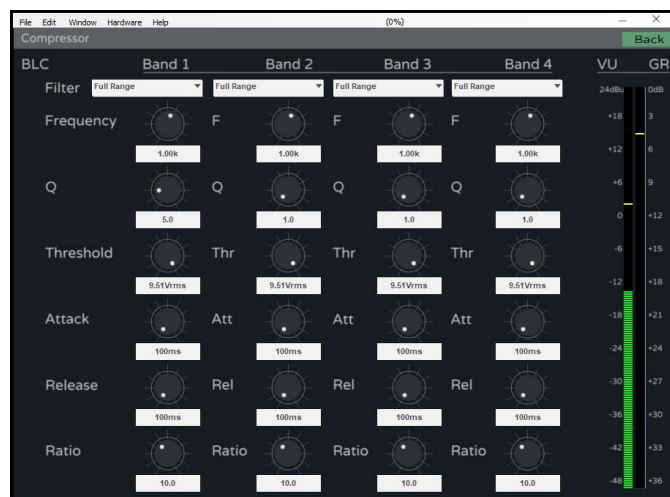 File Edit Window Hardware Help (0%)
Compressor Back
BLC Band 1 Band 2 Band 3 Band 4 VU GR
Filter Full Range Full Range Full Range Full Range
24dBu 0dB
Frequency F F F
+18 3
1.00k 1.00k 1.00k 1.00k
+12 6
Q Q Q Q
+6 9
5.0 1.0 1.0 1.0
0 +12
Threshold Thr Thr Thr
-6 +15
9.51Vrms 9.51Vrms 9.51Vrms 9.51Vrms
-12 +18
Attack Att Att Att
-18 +21
100ms 100ms 100ms 100ms
-24 +24
Release Rel Rel Rel
-30 +27
100ms 100ms 100ms 100ms
-36 +30
Ratio Ratio Ratio Ratio
-42 +33
10.0 10.0 10.0 10.0
-48 +36